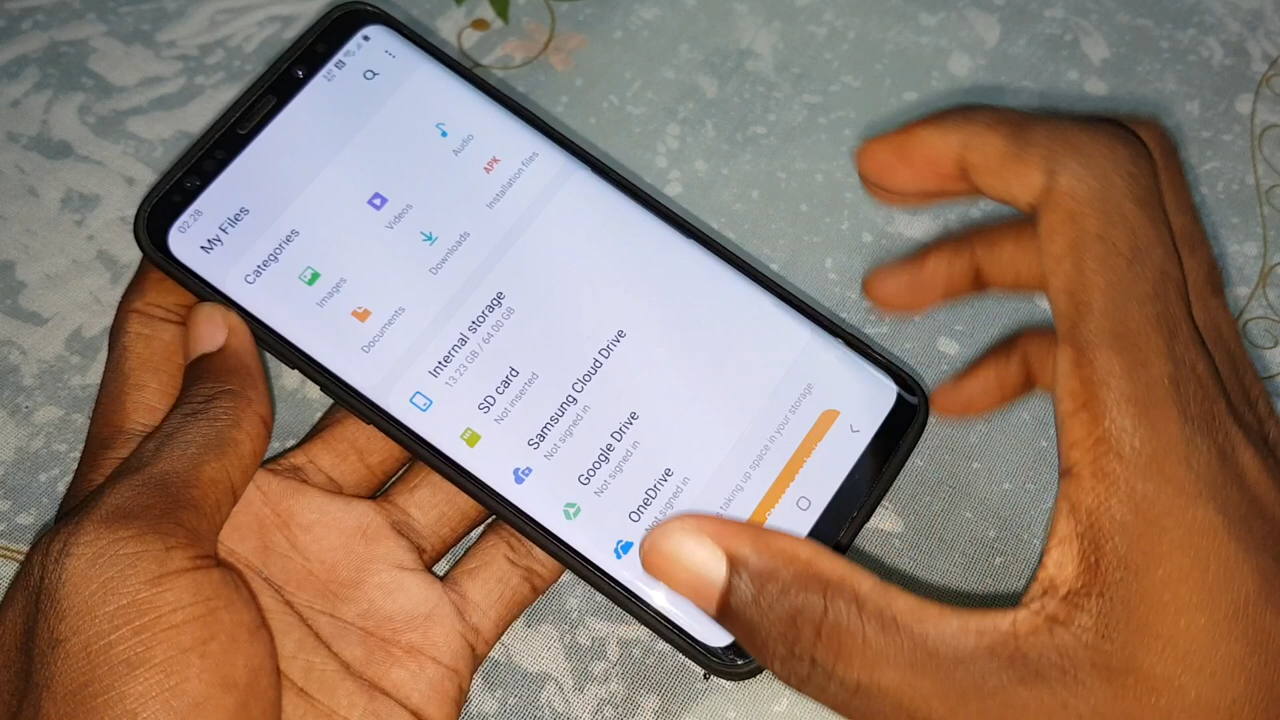 02:28
My Files
Categories
Images
Videos
Audio
Documents
Downloads
APK
Installation files
Internal storage
13.23 GB / 64.00 GB
SD card
Not inserted
Samsung Cloud Drive
Not signed in
Google Drive
Not signed in
OneDrive
Not signed in
taking up space in your storage